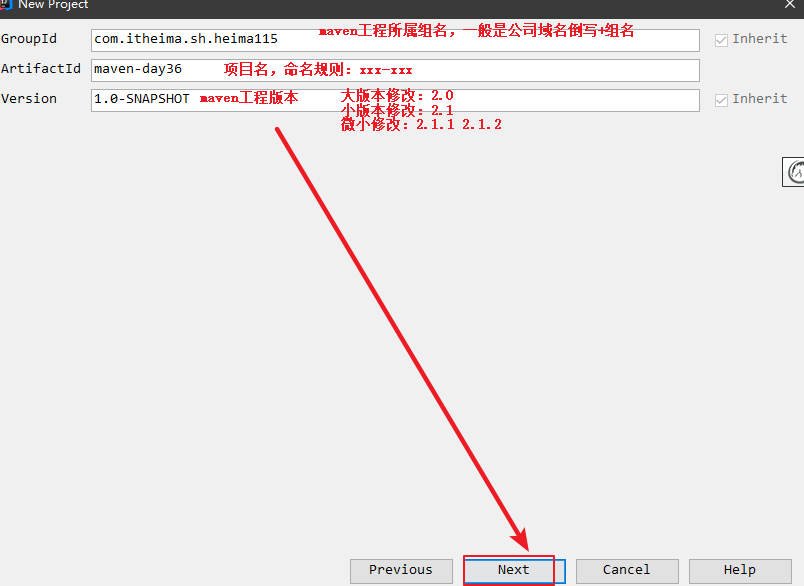 New Project
GroupId com.itheima.sh.heima115 maven工程所属组名，一般是公司域名倒写+组名 Inherit
ArtifactId maven-day36 项目名，命名规则：xxx-xxx
Version 1.0-SNAPSHOT maven工程版本 大版本修改：2.0 Inherit
小版本修改：2.1
微小修改：2.1.1 2.1.2
Previous Next Cancel Help